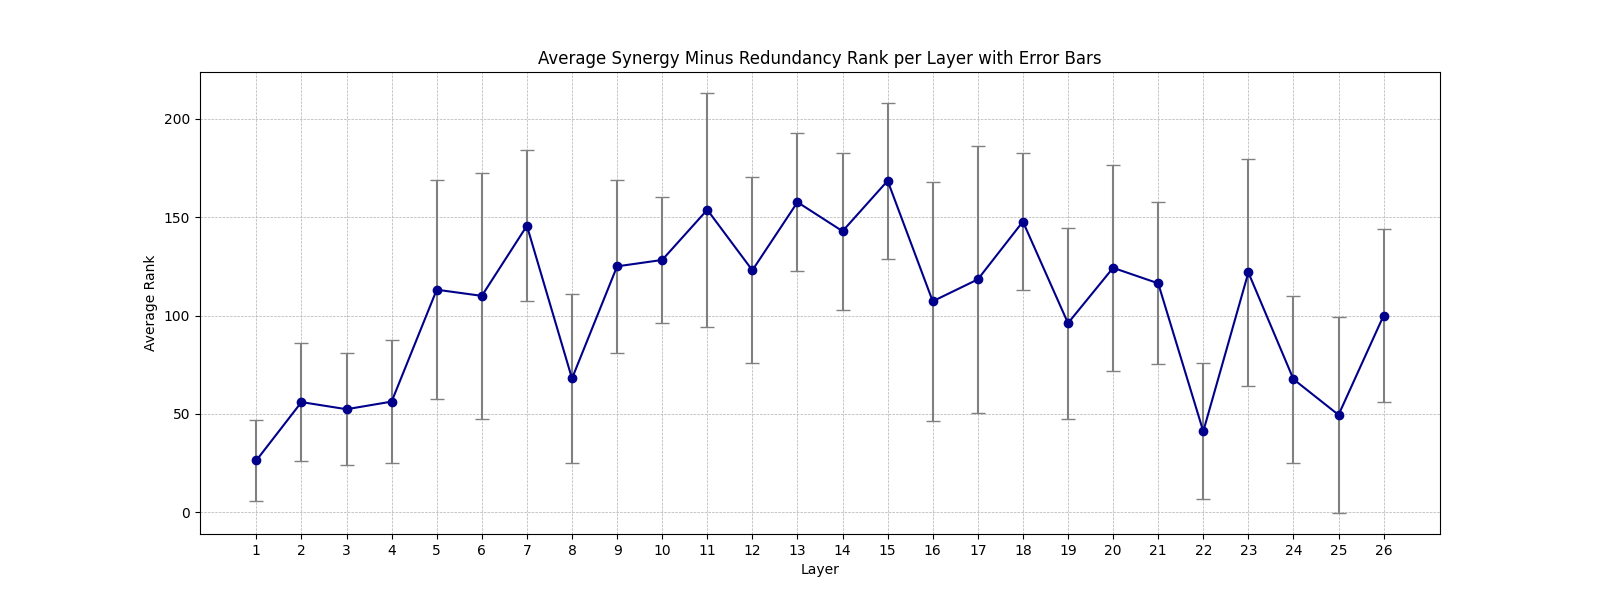 Average Synergy Minus Redundancy Rank per Layer with Error Bars
200
150
100
50
0
Average Rank
1 2 3 4 5 6 7 8 9 10 11 12 13 14 15 16 17 18 19 20 21 22 23 24 25 26
Layer